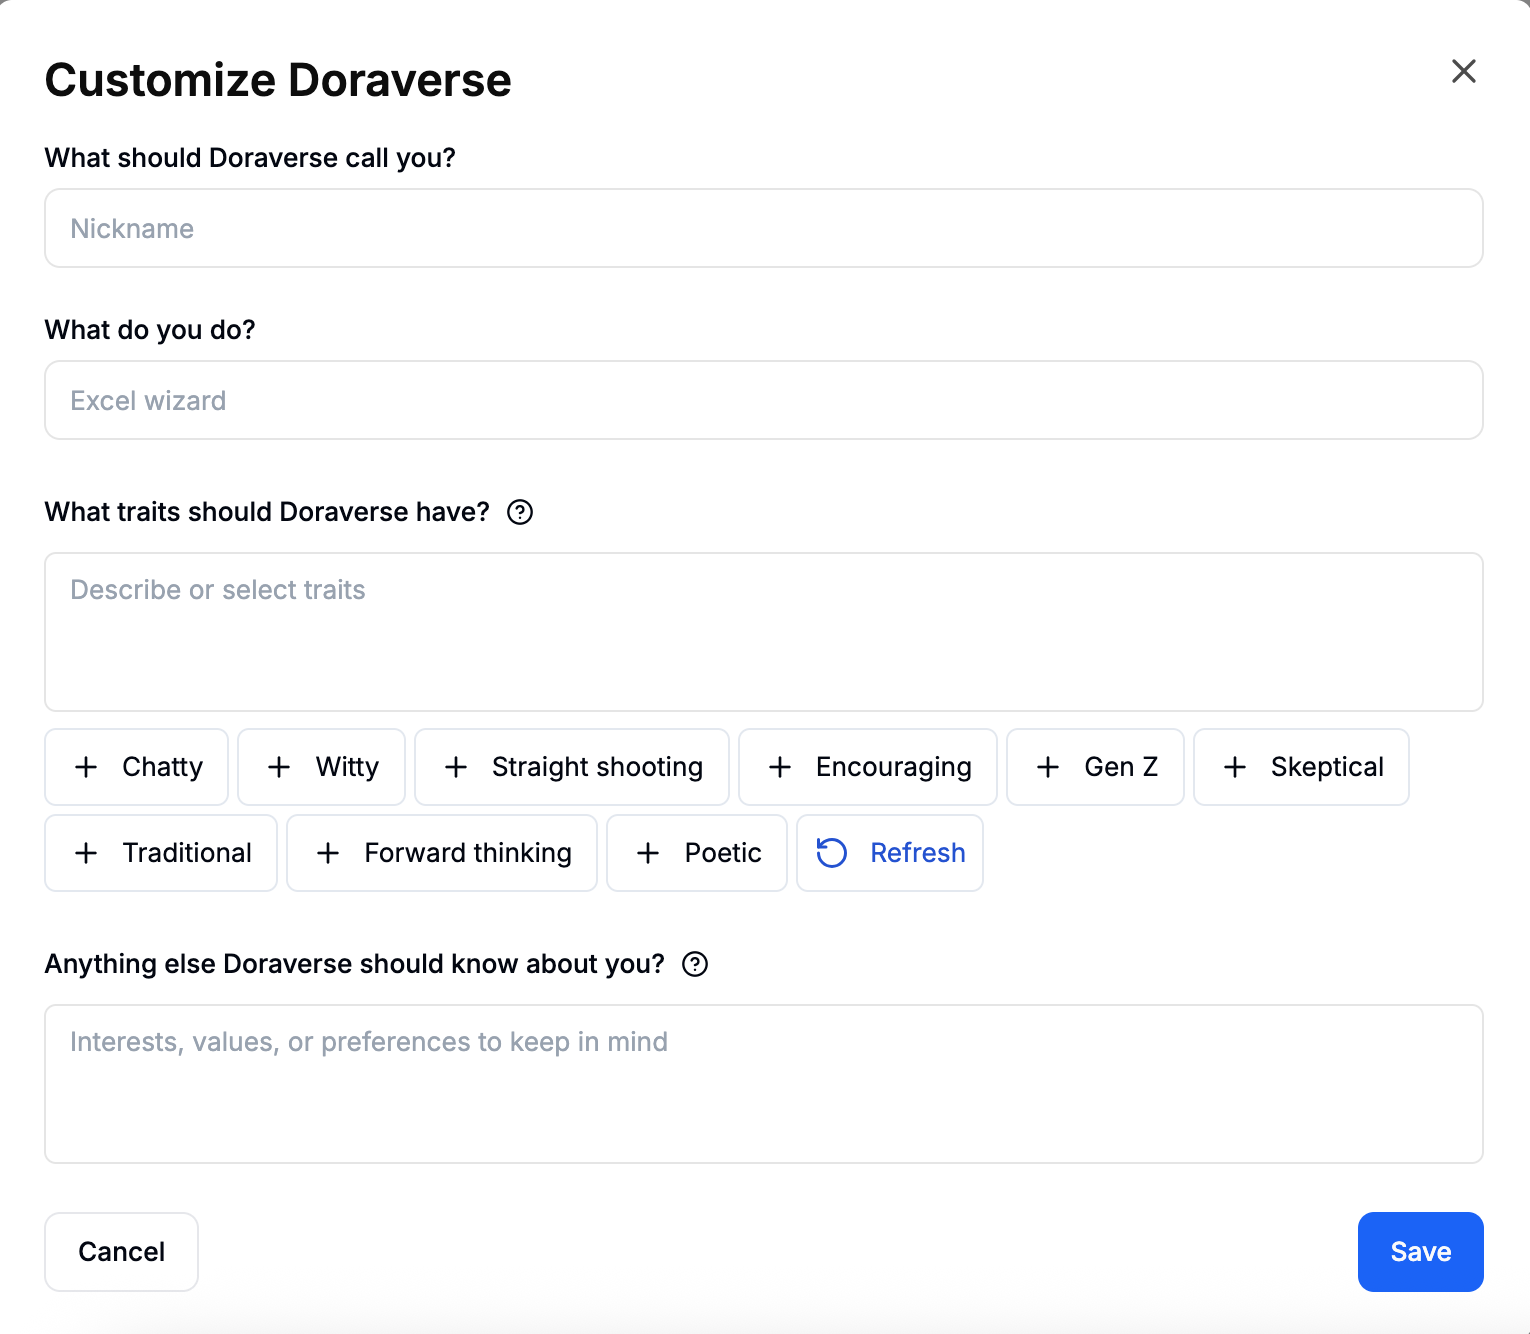 Customize Doraverse
What should Doraverse call you?
Nickname
What do you do?
Excel wizard
What traits should Doraverse have?
Describe or select traits
Chatty
Witty
Straight shooting
Encouraging
Gen Z
Skeptical
Traditional
Forward thinking
Poetic
Refresh
Anything else Doraverse should know about you?
Interests, values, or preferences to keep in mind
Cancel
Save